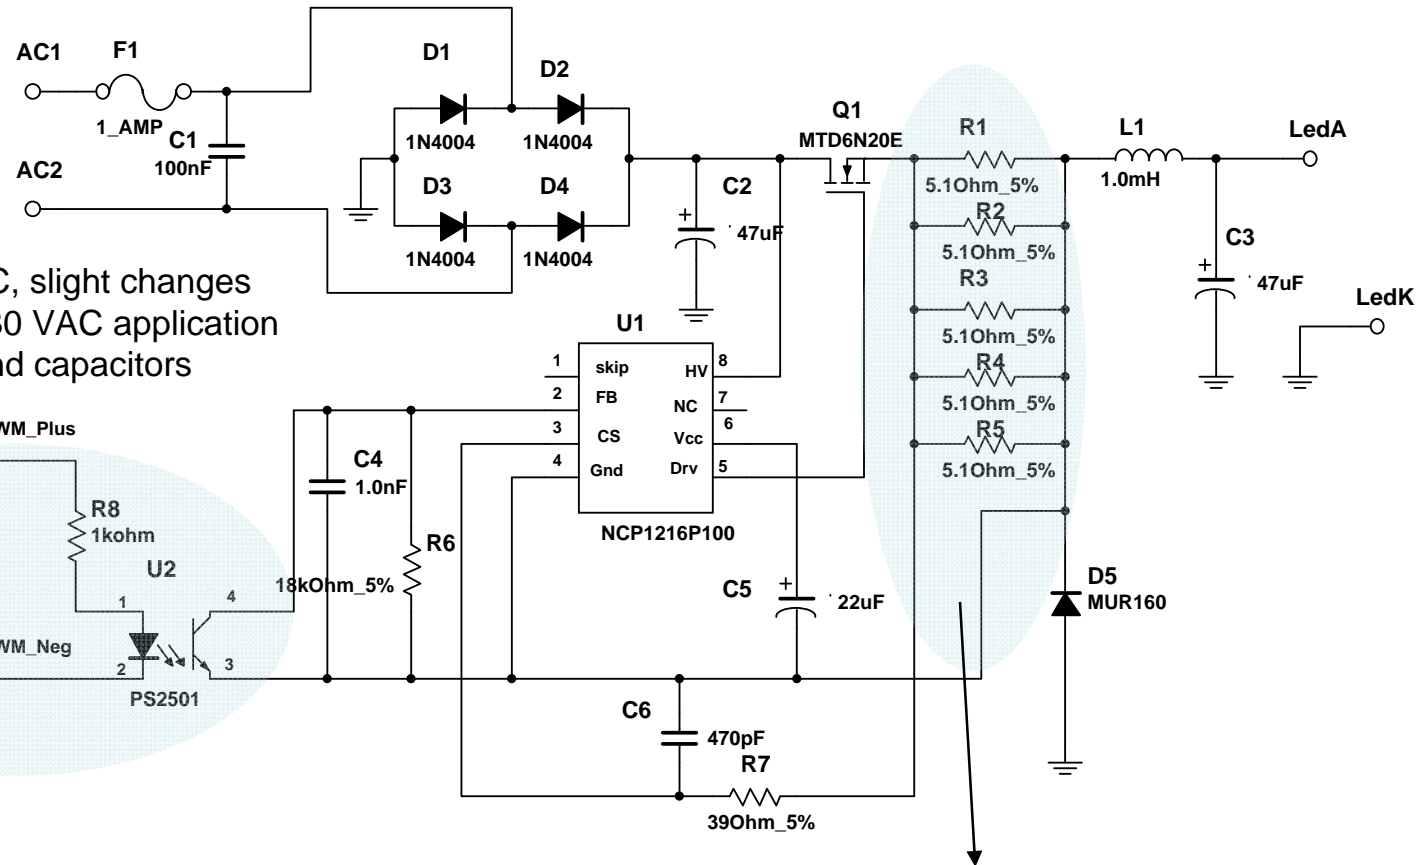 AC1
F1
1_AMP
C1
100nF
AC2
D1
1N4004
D2
1N4004
D3
1N4004
D4
1N4004
C2
+
47uF
Q1
MTD6N20E
R1
5.1Ohm_5%
R2
5.1Ohm_5%
R3
5.1Ohm_5%
R4
5.1Ohm_5%
R5
5.1Ohm_5%
L1
1.0mH
LedA
C3
+
47uF
LedK
C, slight changes
30 VAC application
nd capacitors
U1
1 skip
2 FB
3 CS
4 Gnd
HV 8
NC 7
Vcc 6
Drv 5
NCP1216P100
WM_Plus
R8
1kohm
U2
1
4
WM_Neg
2
3
PS2501
C4
1.0nF
R6
18kOhm_5%
C5
+
22uF
D5
MUR160
C6
470pF
R7
39Ohm_5%